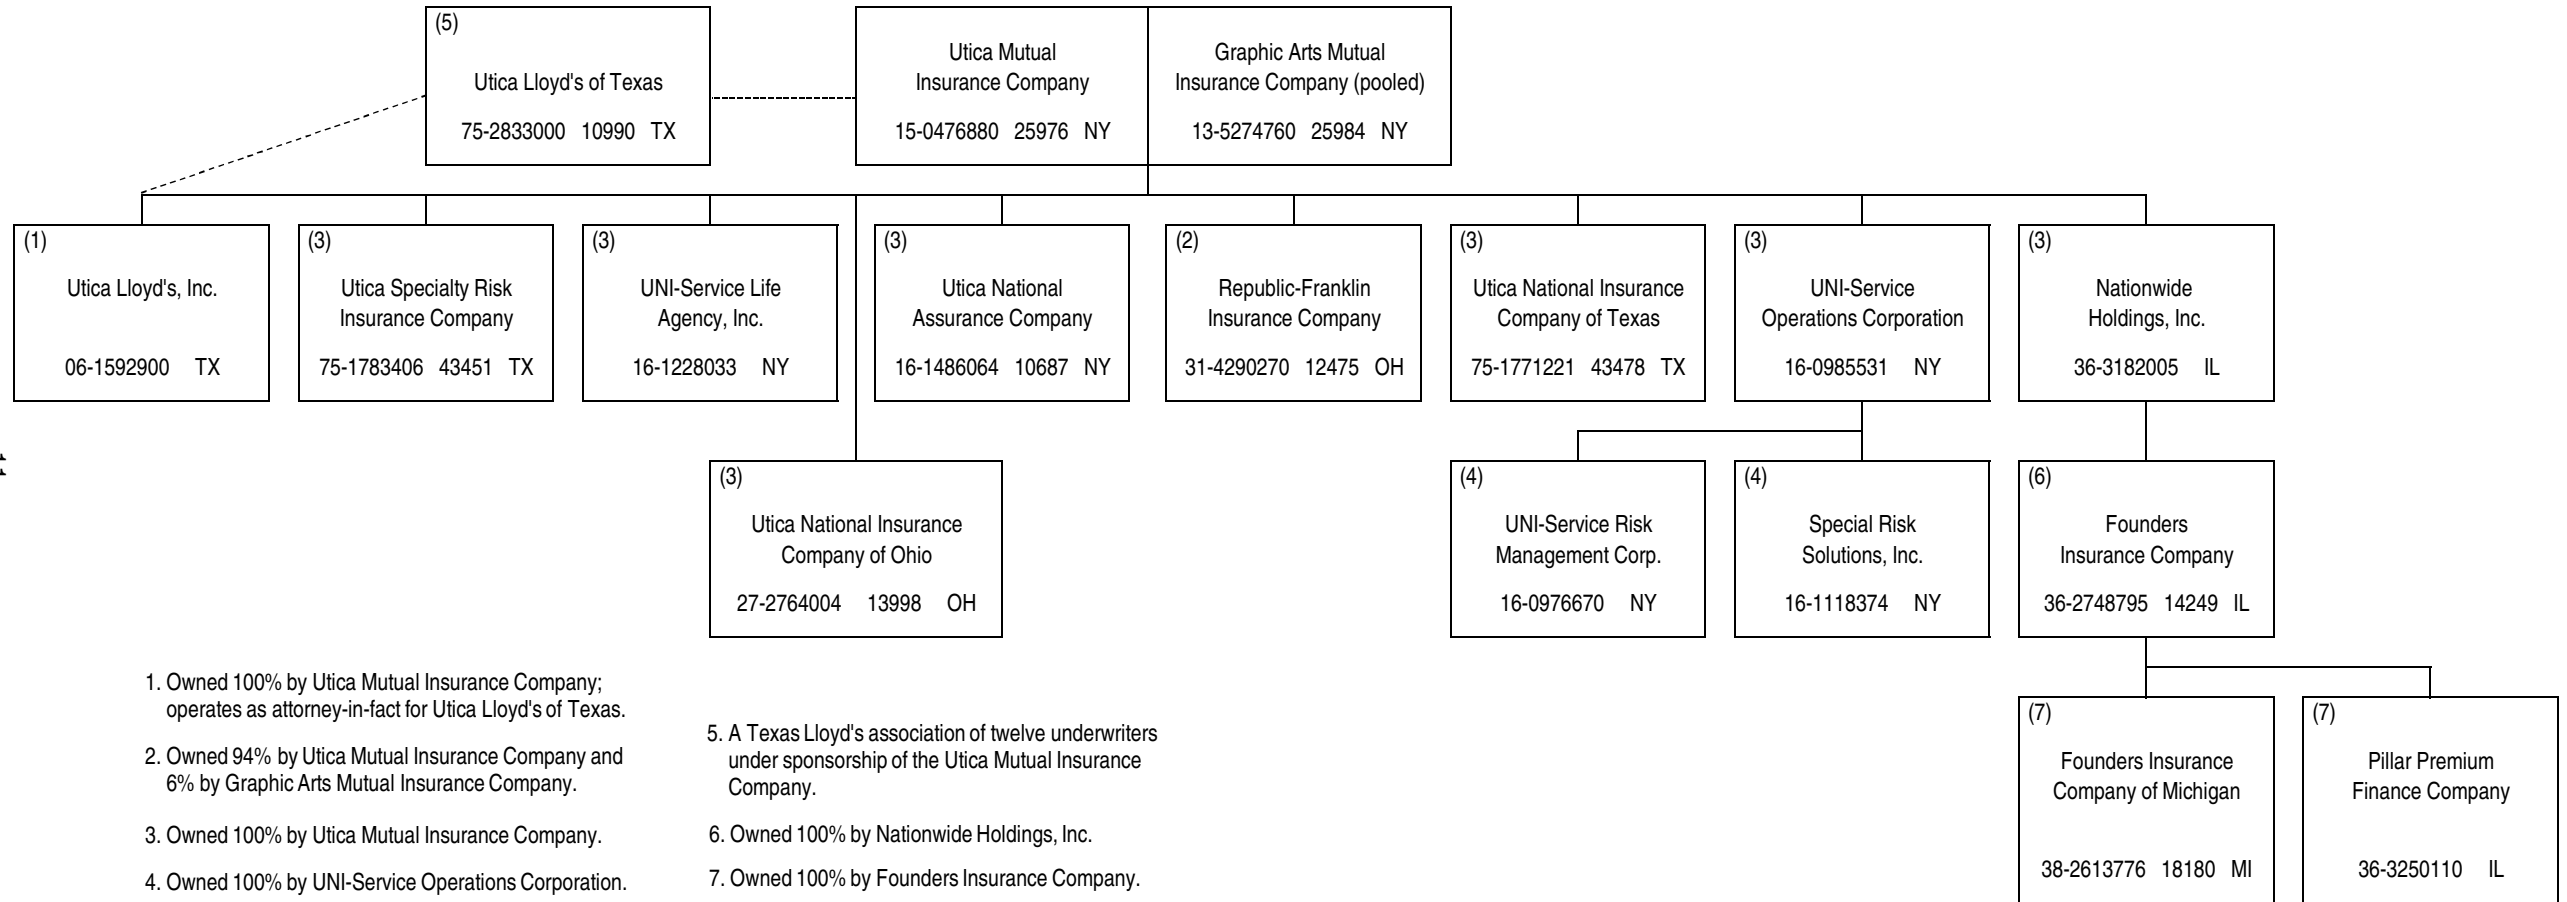 (5)
Utica Lloyd's of Texas
75-2833000 10990 TX
Utica Mutual
Insurance Company
15-0476880 25976 NY
Graphic Arts Mutual
Insurance Company (pooled)
13-5274760 25984 NY
(1)
Utica Lloyd's, Inc.
06-1592900 TX
(3)
Utica Specialty Risk
Insurance Company
75-1783406 43451 TX
(3)
UNI-Service Life
Agency, Inc.
16-1228033 NY
(3)
Utica National
Assurance Company
16-1486064 10687 NY
(2)
Republic-Franklin
Insurance Company
31-4290270 12475 OH
(3)
Utica National Insurance
Company of Texas
75-1771221 43478 TX
(3)
UNI-Service
Operations Corporation
16-0985531 NY
(3)
Nationwide
Holdings, Inc.
36-3182005 IL
(3)
Utica National Insurance
Company of Ohio
27-2764004 13998 OH
(4)
UNI-Service Risk
Management Corp.
16-0976670 NY
(4)
Special Risk
Solutions, Inc.
16-1118374 NY
(6)
Founders
Insurance Company
36-2748795 14249 IL
(7)
Founders Insurance
Company of Michigan
38-2613776 18180 MI
(7)
Pillar Premium
Finance Company
36-3250110 IL
1. Owned 100% by Utica Mutual Insurance Company;
operates as attorney-in-fact for Utica Lloyd's of Texas.
2. Owned 94% by Utica Mutual Insurance Company and
6% by Graphic Arts Mutual Insurance Company.
3. Owned 100% by Utica Mutual Insurance Company.
4. Owned 100% by UNI-Service Operations Corporation.
5. A Texas Lloyd's association of twelve underwriters
under sponsorship of the Utica Mutual Insurance
Company.
6. Owned 100% by Nationwide Holdings, Inc.
7. Owned 100% by Founders Insurance Company.